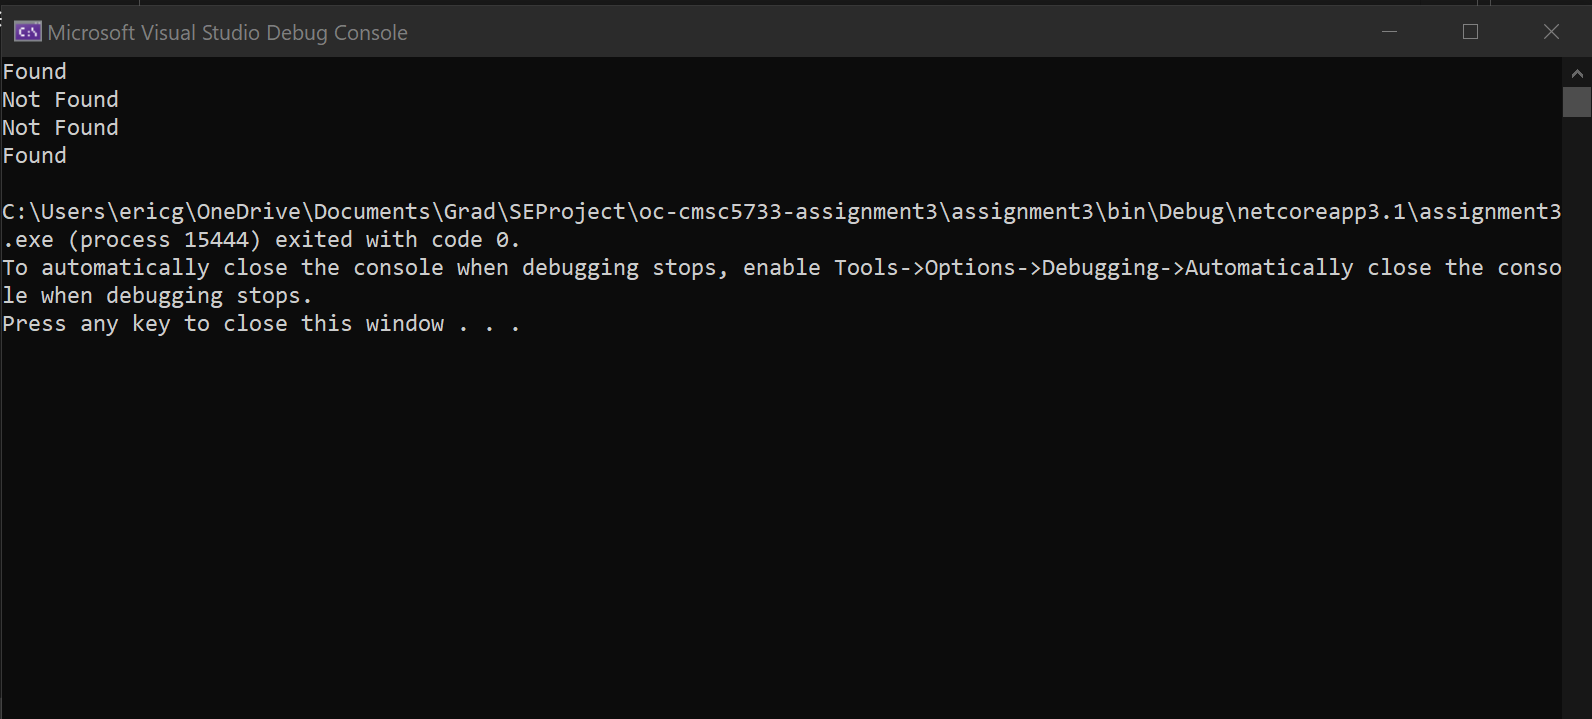 Microsoft Visual Studio Debug Console
Found
Not Found
Not Found
Found
C:\Users\ericg\OneDrive\Documents\Grad\SEProject\oc-cmsc5733-assignment3\assignment3\bin\Debug\netcoreapp3.1\assignment3
.exe (process 15444) exited with code 0.
To automatically close the console when debugging stops, enable Tools->Options->Debugging->Automatically close the conso
le when debugging stops.
Press any key to close this window . . .